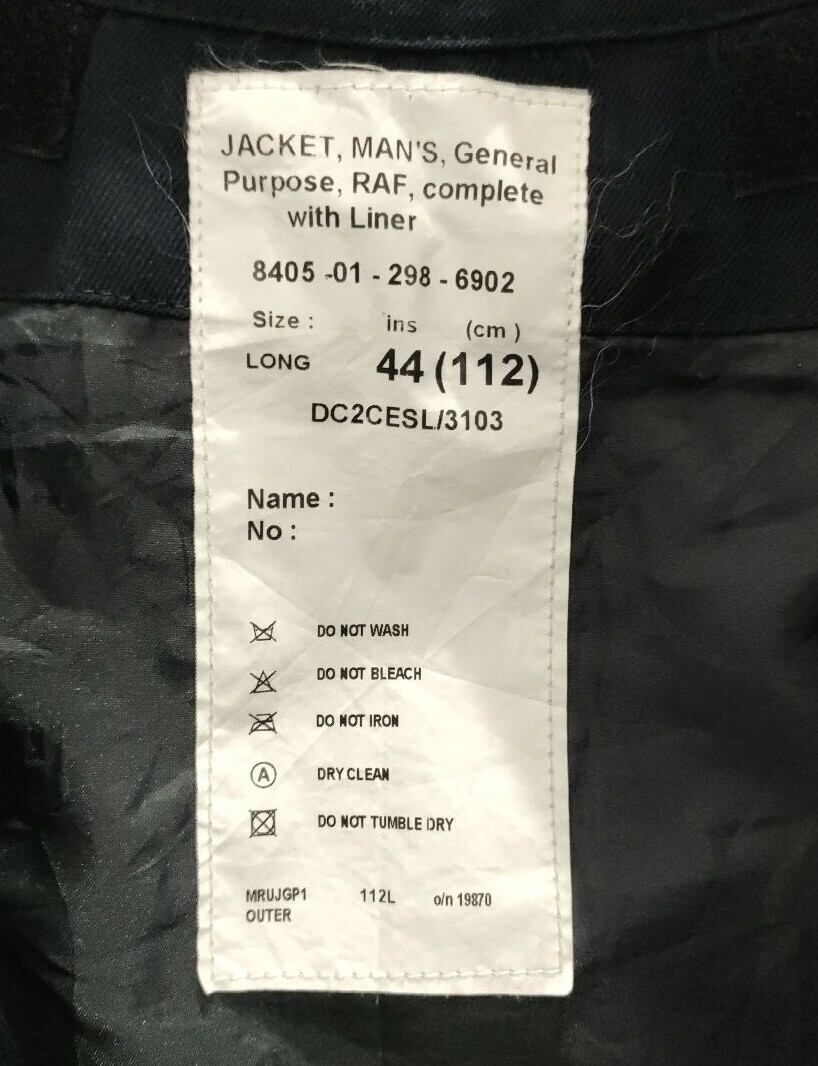 JACKET, MAN'S, General
Purpose, RAF, complete
with Liner
8405 -01 - 298 - 6902
Size : ins (cm )
LONG 44 (112)
DC2CESL/3103
Name :
No :
DO NOT WASH
DO NOT BLEACH
DO NOT IRON
A DRY CLEAN
DO NOT TUMBLE DRY
MRUJGP1 112L o/n 19870
OUTER